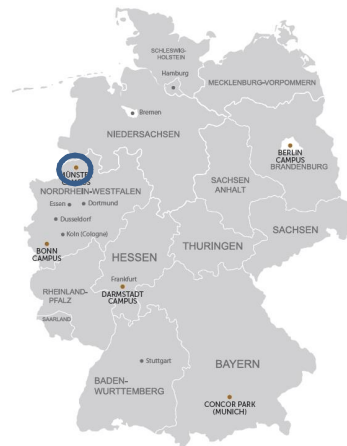 SCHLESWIG-
HOLSTEIN
Hamburg
MECKLENBURG-VORPOMMERN
Bremen
NIEDERSACHSEN
BERLIN
CAMPUS
BRANDENBURG
NORDRHEIN-WESTFALEN
SACHSEN
ANHALT
Essen
Dortmund
Dusseldorf
Koln (Cologne)
SACHSEN
BONN
CAMPUS
HESSEN
THURINGEN
RHEINLAND-
PFALZ
Frankfurt
DARMSTADT
CAMPUS
SAARLAND
Stuttgart
BAYERN
BADEN-
WURTTEMBERG
CONCOR PARK
(MUNICH)